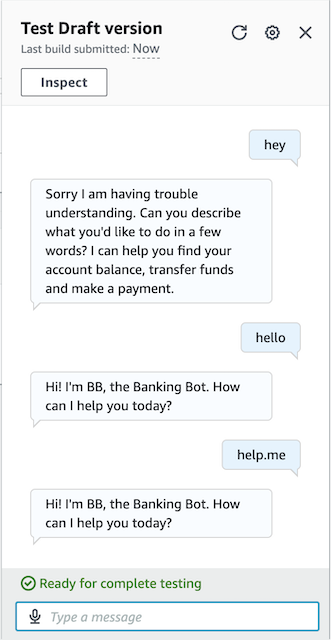 Test Draft version
Last build submitted: Now
Inspect
hey
Sorry I am having trouble
understanding. Can you describe
what you'd like to do in a few
words? I can help you find your
account balance, transfer funds
and make a payment.
hello
Hi! I'm BB, the Banking Bot. How
can I help you today?
help.me
Hi! I'm BB, the Banking Bot. How
can I help you today?
Ready for complete testing
Type a message